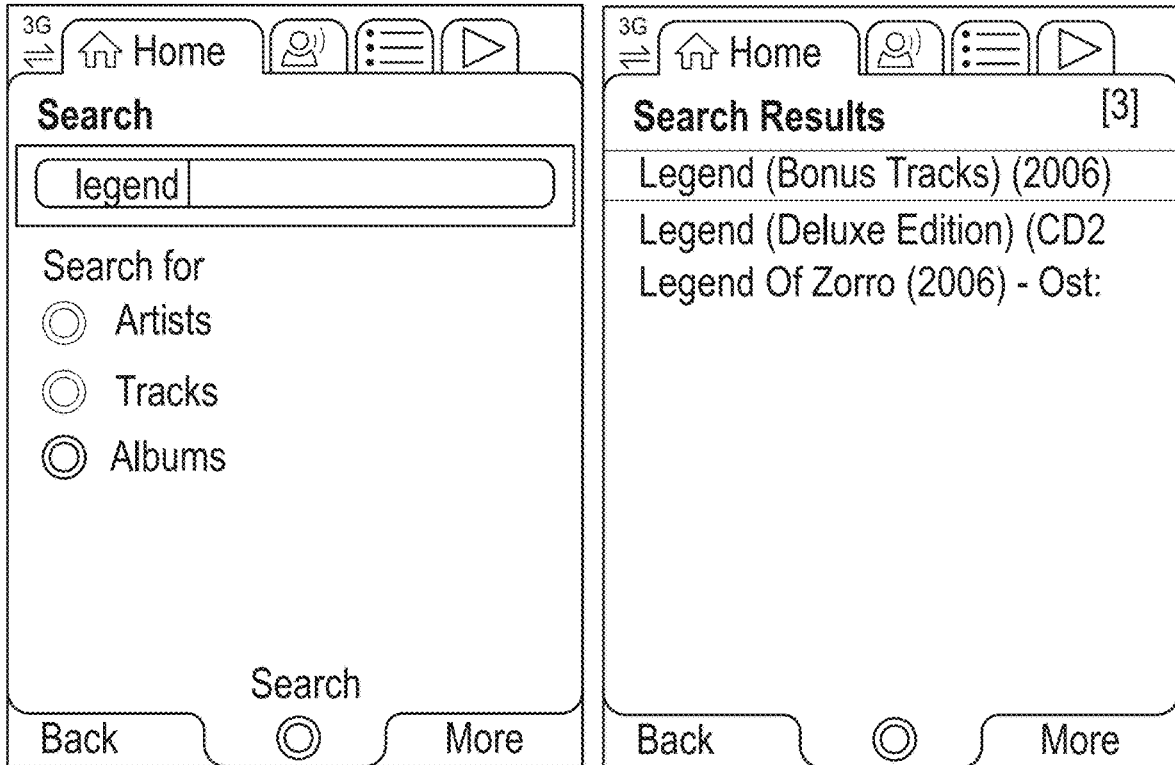 3G
Home
Search
legend
Search for
Artists
Tracks
Albums
Search
Back More
3G
Home
Search Results [3]
Legend (Bonus Tracks) (2006)
Legend (Deluxe Edition) (CD2
Legend Of Zorro (2006) - Ost:
Back More